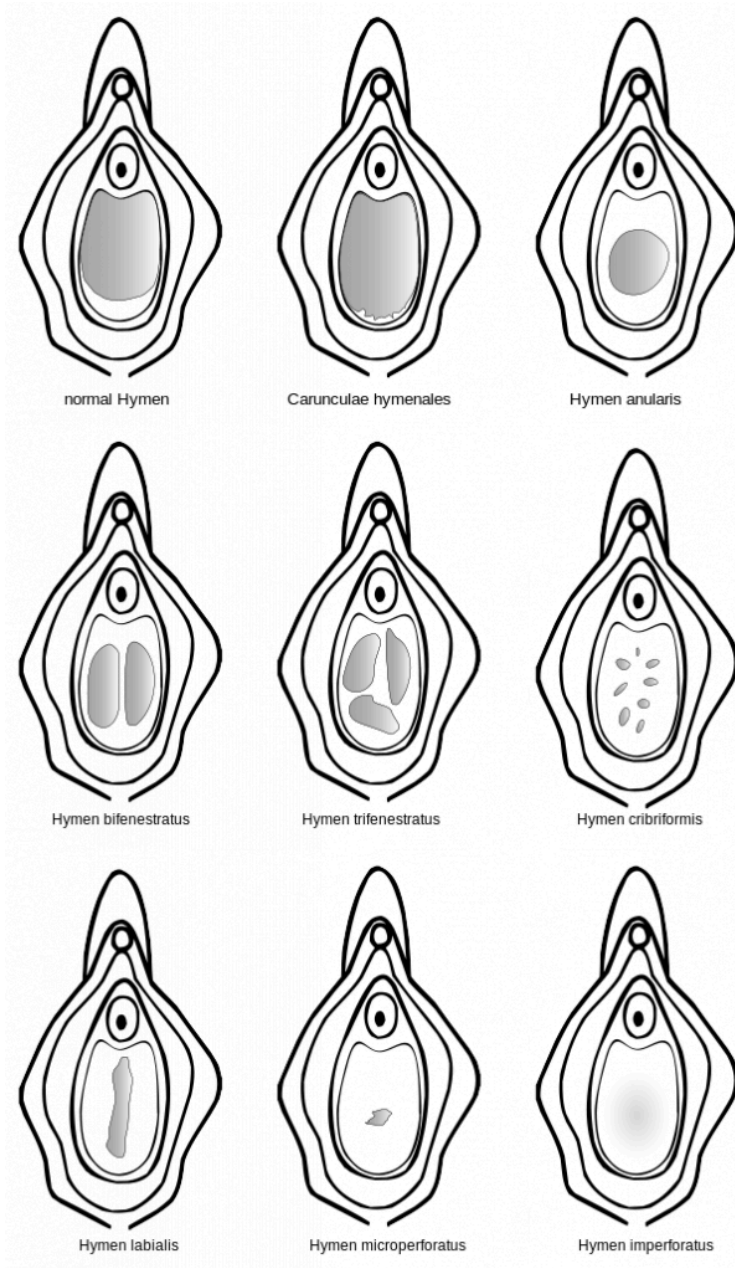 normal Hymen
Carunculae hymenales
Hymen anularis
Hymen bifenestratus
Hymen trifenestratus
Hymen cribriformis
Hymen labialis
Hymen microperforatus
Hymen imperforatus